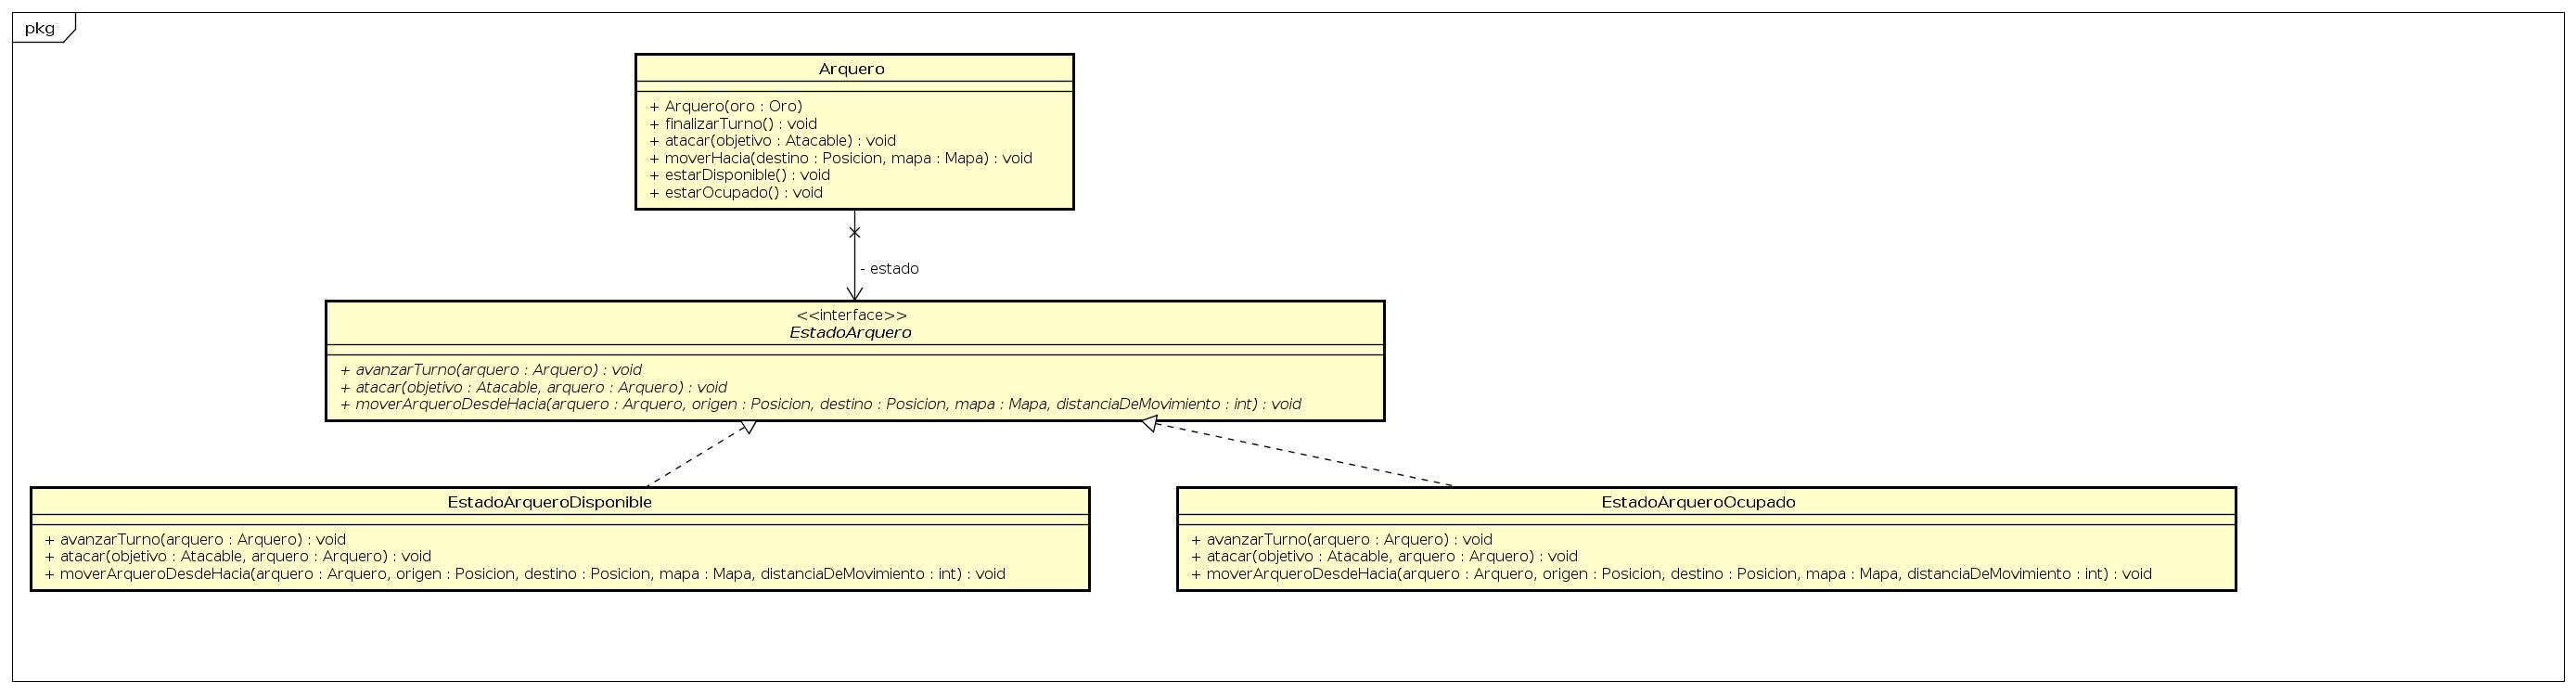 pkg
Arquero
+ Arquero(oro : Oro)
+ finalizarTurno() : void
+ atacar(objetivo : Atacable) : void
+ moverHacia(destino : Posicion, mapa : Mapa) : void
+ estarDisponible() : void
+ estarOcupado() : void
- estado
<<interface>>
EstadoArquero
+ avanzarTurno(arquero : Arquero) : void
+ atacar(objetivo : Atacable, arquero : Arquero) : void
+ moverArqueroDesdeHacia(arquero : Arquero, origen : Posicion, destino : Posicion, mapa : Mapa, distanciaDeMovimiento : int) : void
EstadoArqueroDisponible
+ avanzarTurno(arquero : Arquero) : void
+ atacar(objetivo : Atacable, arquero : Arquero) : void
+ moverArqueroDesdeHacia(arquero : Arquero, origen : Posicion, destino : Posicion, mapa : Mapa, distanciaDeMovimiento : int) : void
EstadoArqueroOcupado
+ avanzarTurno(arquero : Arquero) : void
+ atacar(objetivo : Atacable, arquero : Arquero) : void
+ moverArqueroDesdeHacia(arquero : Arquero, origen : Posicion, destino : Posicion, mapa : Mapa, distanciaDeMovimiento : int) : void